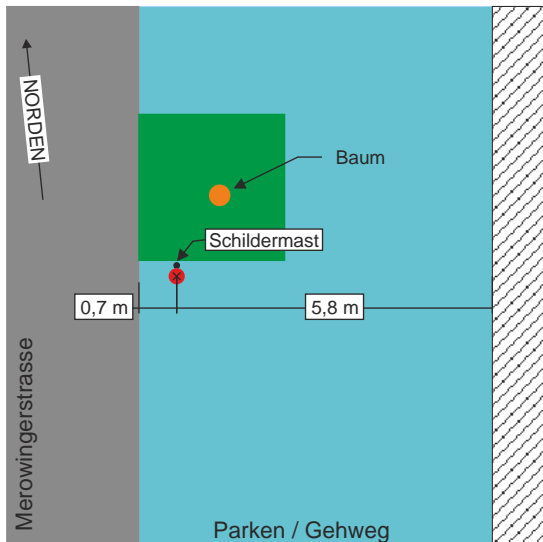 NORDEN
Baum
Schildermast
0,7 m
5,8 m
Merowingerstrasse
Parken / Gehweg